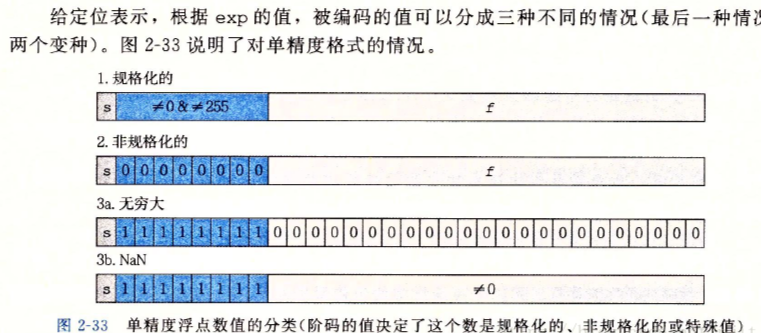 给定位表示，根据 exp 的值，被编码的值可以分成三种不同的情况(最后一种情况
两个变种)。图 2-33 说明了对单精度格式的情况。
1. 规格化的
s ≠0 & ≠255 f
2. 非规格化的
s 0 0 0 0 0 0 0 0 f
3a. 无穷大
s 1 1 1 1 1 1 1 1 0 0 0 0 0 0 0 0 0 0 0 0 0 0 0 0 0 0 0 0 0 0 0
3b. NaN
s 1 1 1 1 1 1 1 1 ≠0
图 2-33 单精度浮点数值的分类(阶码的值决定了这个数是规格化的、非规格化的或特殊值)